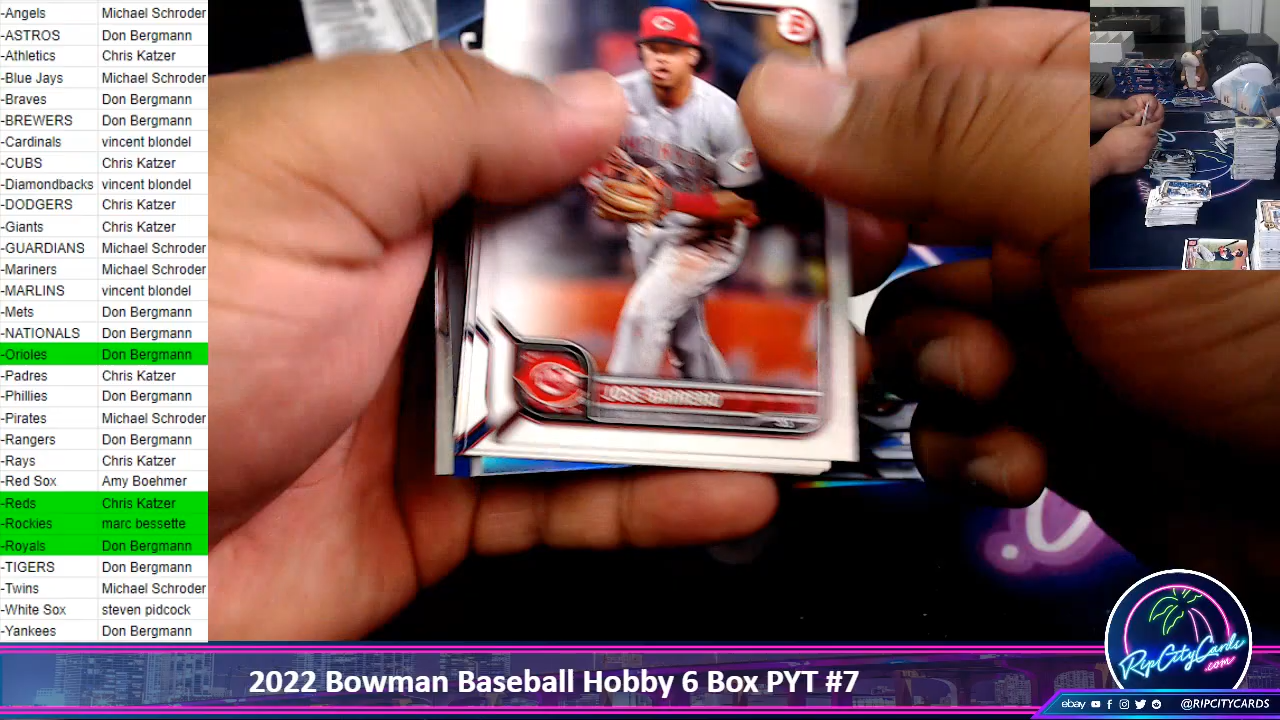 -Angels Michael Schroder
-ASTROS Don Bergmann
-Athletics Chris Katzer
-Blue Jays Michael Schroder
-Braves Don Bergmann
-BREWERS Don Bergmann
-Cardinals vincent blondel
-CUBS Chris Katzer
-Diamondbacks vincent blondel
-DODGERS Chris Katzer
-Giants Chris Katzer
-GUARDIANS Michael Schroder
-Mariners Michael Schroder
-MARLINS vincent blondel
-Mets Don Bergmann
-NATIONALS Don Bergmann
-Orioles Don Bergmann
-Padres Chris Katzer
-Phillies Don Bergmann
-Pirates Michael Schroder
-Rangers Don Bergmann
-Rays Chris Katzer
-Red Sox Amy Boehmer
-Reds Chris Katzer
-Rockies marc bessette
-Royals Don Bergmann
-TIGERS Don Bergmann
-Twins Michael Schroder
-White Sox steven pidcock
-Yankees Don Bergmann
2022 Bowman Baseball Hobby 6 Box PYT #7
RipCityCards
.com
ebay @RIPCITYCARDS